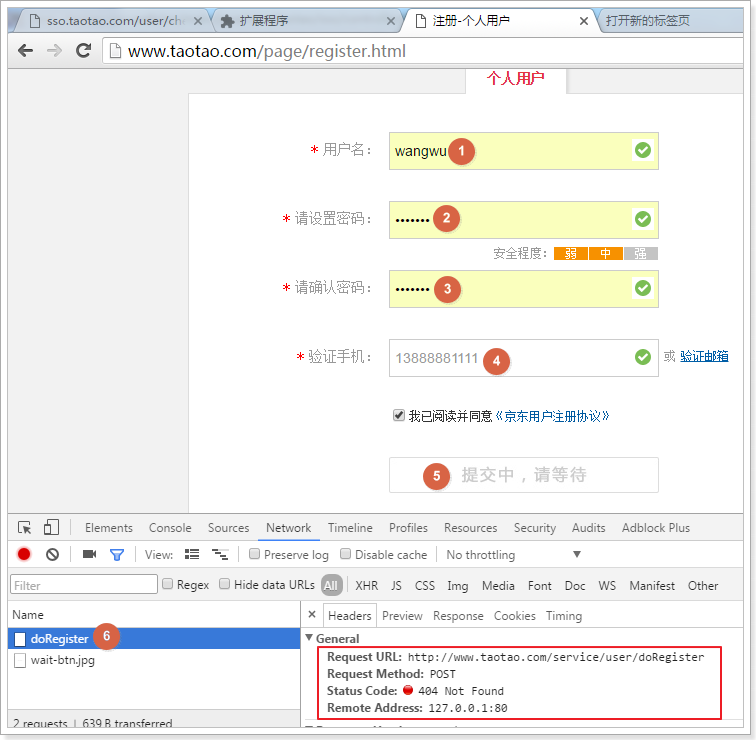 sso.taotao.com/user/che
扩展程序
注册-个人用户
打开新的标签页
www.taotao.com/page/register.html
个人用户
* 用户名：
wangwu
1
* 请设置密码：
•••••••
2
安全程度：
弱
中
强
* 请确认密码：
•••••••
3
* 验证手机：
13888881111
4
或 验证邮箱
我已阅读并同意《京东用户注册协议》
5
提交中，请等待
Elements Console Sources Network Timeline Profiles Resources Security Audits Adblock Plus
View: Preserve log Disable cache No throttling
Filter Regex Hide data URLs All XHR JS CSS Img Media Font Doc WS Manifest Other
Name
doRegister
6
wait-btn.jpg
2 requests | 639 B transferred
Headers Preview Response Cookies Timing
General
Request URL: http://www.taotao.com/service/user/doRegister
Request Method: POST
Status Code: 404 Not Found
Remote Address: 127.0.0.1:80